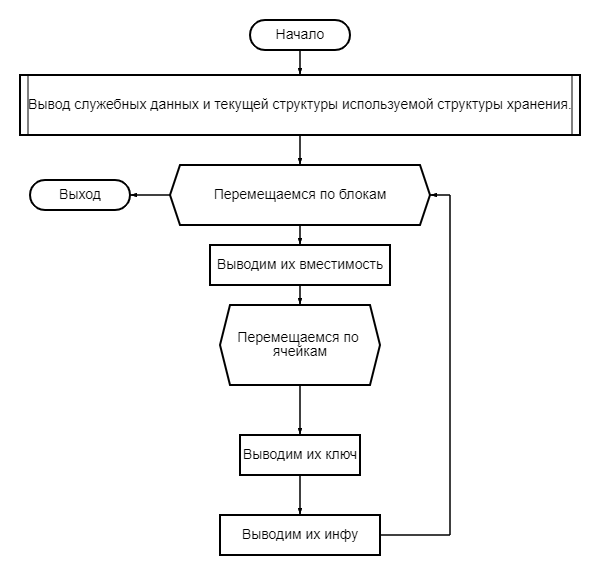 Начало
Вывод служебных данных и текущей структуры используемой структуры хранения.
Выход
Перемещаемся по блокам
Выводим их вместимость
Перемещаемся по
ячейкам
Выводим их ключ
Выводим их инфу